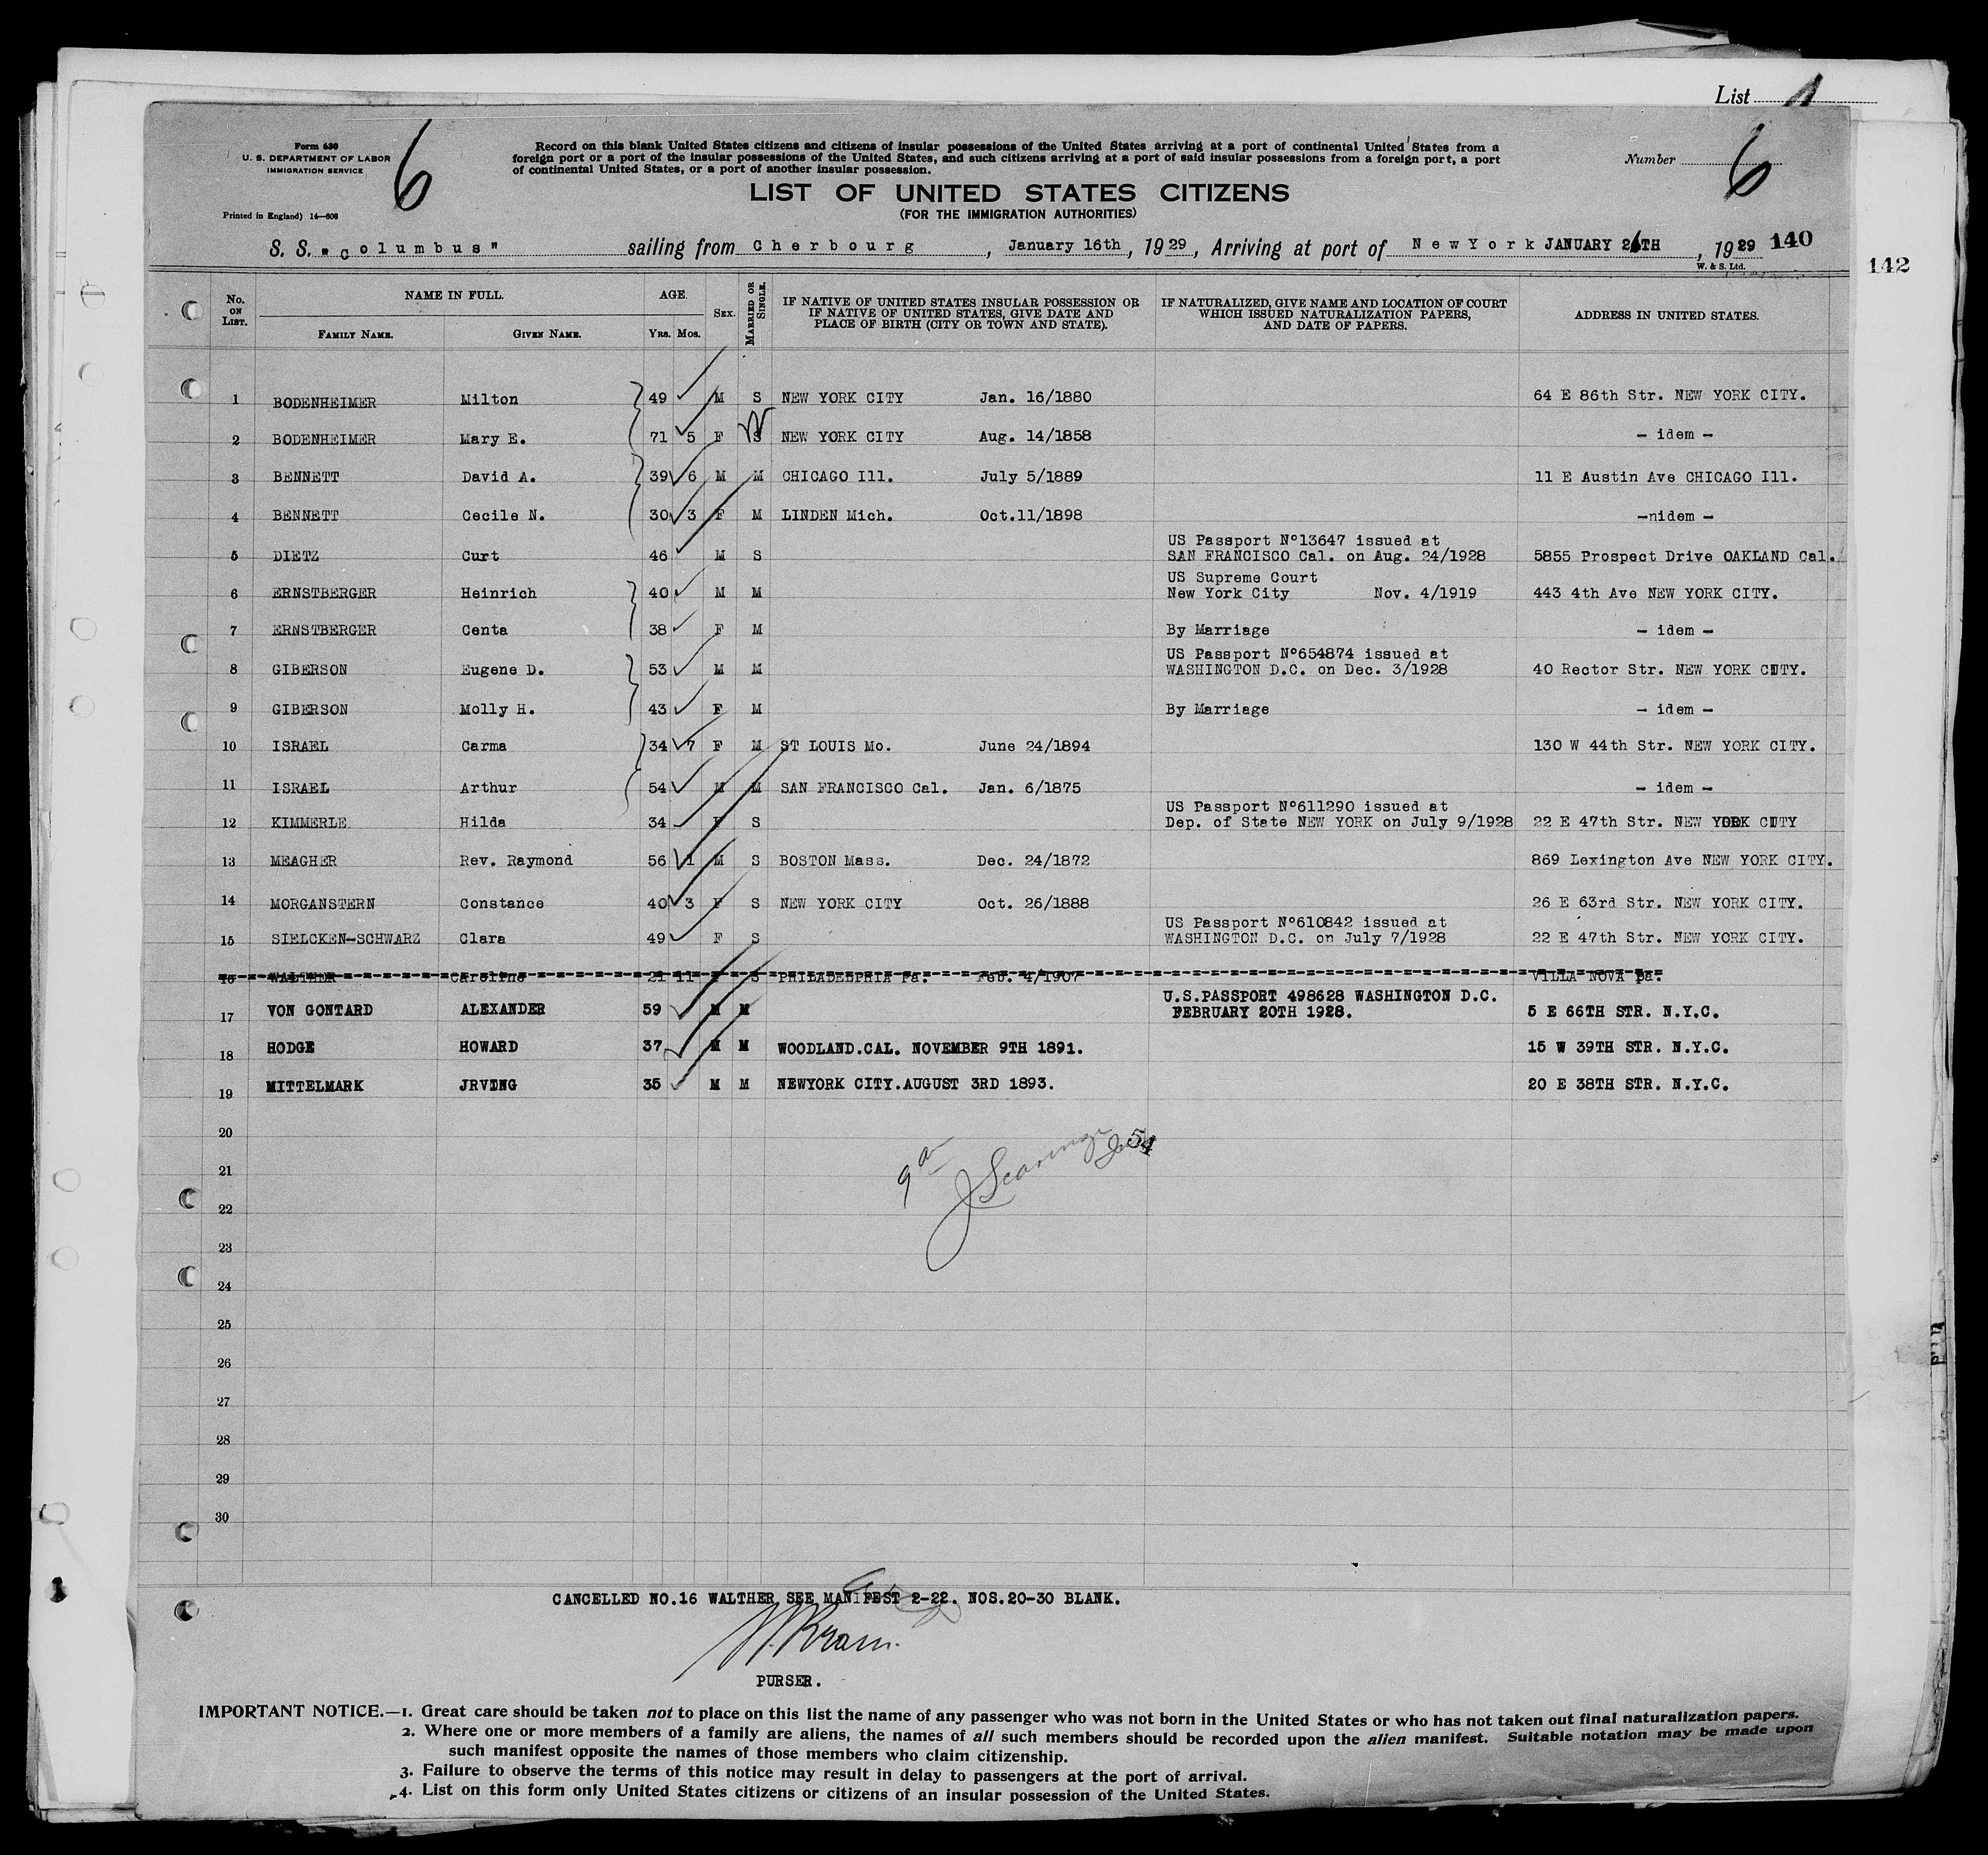 List 1
Form 630
U. S. DEPARTMENT OF LABOR
IMMIGRATION SERVICE
6
Record on this blank United States citizens and citizens of insular possessions of the United States arriving at a port of continental United States from a
foreign port or a port of the insular possessions of the United States, and such citizens arriving at a port of said insular possessions from a foreign port, a port
of continental United States, or a port of another insular possession.
Number 6
LIST OF UNITED STATES CITIZENS
(FOR THE IMMIGRATION AUTHORITIES)
Printed in England) 14—608
S. S. "Columbus" sailing from Cherbourg, January 16th, 1929, Arriving at port of NewYork JANUARY 26TH, 1929 140
W. & S. Ltd.
142
No. ON LIST. NAME IN FULL. FAMILY NAME. GIVEN NAME. AGE. YRS. MOS. SEX. MARRIED OR SINGLE. IF NATIVE OF UNITED STATES INSULAR POSSESSION OR IF NATIVE OF UNITED STATES, GIVE DATE AND PLACE OF BIRTH (CITY OR TOWN AND STATE). IF NATURALIZED, GIVE NAME AND LOCATION OF COURT WHICH ISSUED NATURALIZATION PAPERS, AND DATE OF PAPERS. ADDRESS IN UNITED STATES.
1 BODENHEIMER Milton 49 M S NEW YORK CITY Jan. 16/1880 64 E 86th Str. NEW YORK CITY.
2 BODENHEIMER Mary E. 71 5 F S NEW YORK CITY Aug. 14/1858 - idem -
3 BENNETT David A. 39 6 M M CHICAGO Ill. July 5/1889 11 E Austin Ave CHICAGO Ill.
4 BENNETT Cecile N. 30 3 F M LINDEN Mich. Oct.11/1898 -nidem -
US Passport N°13647 issued at
5 DIETZ Curt 46 M S SAN FRANCISCO Cal. on Aug. 24/1928 5855 Prospect Drive OAKLAND Cal.
US Supreme Court
6 ERNSTBERGER Heinrich 40 M M New York City Nov. 4/1919 443 4th Ave NEW YORK CITY.
7 ERNSTBERGER Centa 38 F M By Marriage - idem -
US Passport N°654874 issued at
8 GIBERSON Eugene D. 53 M M WASHINGTON D.C. on Dec. 3/1928 40 Rector Str. NEW YORK CITY.
9 GIBERSON Molly H. 43 F M By Marriage - idem -
10 ISRAEL Carma 34 7 F M ST LOUIS Mo. June 24/1894 130 W 44th Str. NEW YORK CITY.
11 ISRAEL Arthur 54 M M SAN FRANCISCO Cal. Jan. 6/1875 - idem -
US Passport N°611290 issued at
12 KIMMERLE Hilda 34 F S Dep. of State NEW YORK on July 9/1928 22 E 47th Str. NEW YORK CITY
13 MEAGHER Rev. Raymond 56 1 M S BOSTON Mass. Dec. 24/1872 869 Lexington Ave NEW YORK CITY.
14 MORGANSTERN Constance 40 3 F S NEW YORK CITY Oct. 26/1888 26 E 63rd Str. NEW YORK CITY.
US Passport N°610842 issued at
15 SIELCKEN-SCHWARZ Clara 49 F S WASHINGTON D.C. on July 7/1928 22 E 47th Str. NEW YORK CITY.
16 WALTHER Caroline 21 11 F S PHILADELPHIA Pa. Feb. 4/1907 VILLA NOVA pa.
U.S.PASSPORT 498628 WASHINGTON D.C.
17 VON GONTARD ALEXANDER 59 M M FEBRUARY 20TH 1928. 5 E 66TH STR. N.Y.C.
18 HODGE HOWARD 37 M M WOODLAND.CAL. NOVEMBER 9TH 1891. 15 W 39TH STR. N.Y.C.
19 MITTELMARK JRVING 35 M M NEWYORK CITY.AUGUST 3RD 1893. 20 E 38TH STR. N.Y.C.
20
21
22
23
24
25
26
27
28
29
30
CANCELLED NO.16 WALTHER SEE MANIFEST 2-22. NOS.20-30 BLANK.
PURSER.
IMPORTANT NOTICE.—1. Great care should be taken not to place on this list the name of any passenger who was not born in the United States or who has not taken out final naturalization papers.
2. Where one or more members of a family are aliens, the names of all such members should be recorded upon the alien manifest. Suitable notation may be made upon
such manifest opposite the names of those members who claim citizenship.
3. Failure to observe the terms of this notice may result in delay to passengers at the port of arrival.
4. List on this form only United States citizens or citizens of an insular possession of the United States.